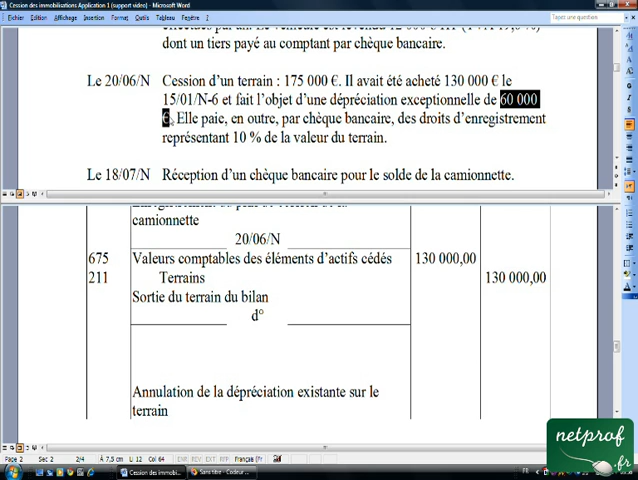 Cession des immobilisations Application 1 (support video) - Microsoft Word
Fichier Edition Affichage Insertion Format Outils Tableau Fenêtre ?
dont un tiers payé au comptant par chèque bancaire.
Le 20/06/N Cession d'un terrain : 175 000 €. Il avait été acheté 130 000 € le
15/01/N-6 et fait l'objet d'une dépréciation exceptionnelle de 60 000
€. Elle paie, en outre, par chèque bancaire, des droits d'enregistrement
représentant 10 % de la valeur du terrain.
Le 18/07/N Réception d'un chèque bancaire pour le solde de la camionnette.
camionnette
20/06/N
675 Valeurs comptables des éléments d'actifs cédés 130 000,00
211 Terrains 130 000,00
Sortie du terrain du bilan
d°
Annulation de la dépréciation existante sur le
terrain
netprof
.fr
Page 2 Sec 2 2/4 À 7,5 cm Li 12 Col 64 ENR REV EXT RFP Français (Fr
Cession des immobi... Sans titre - Codeur ... FR